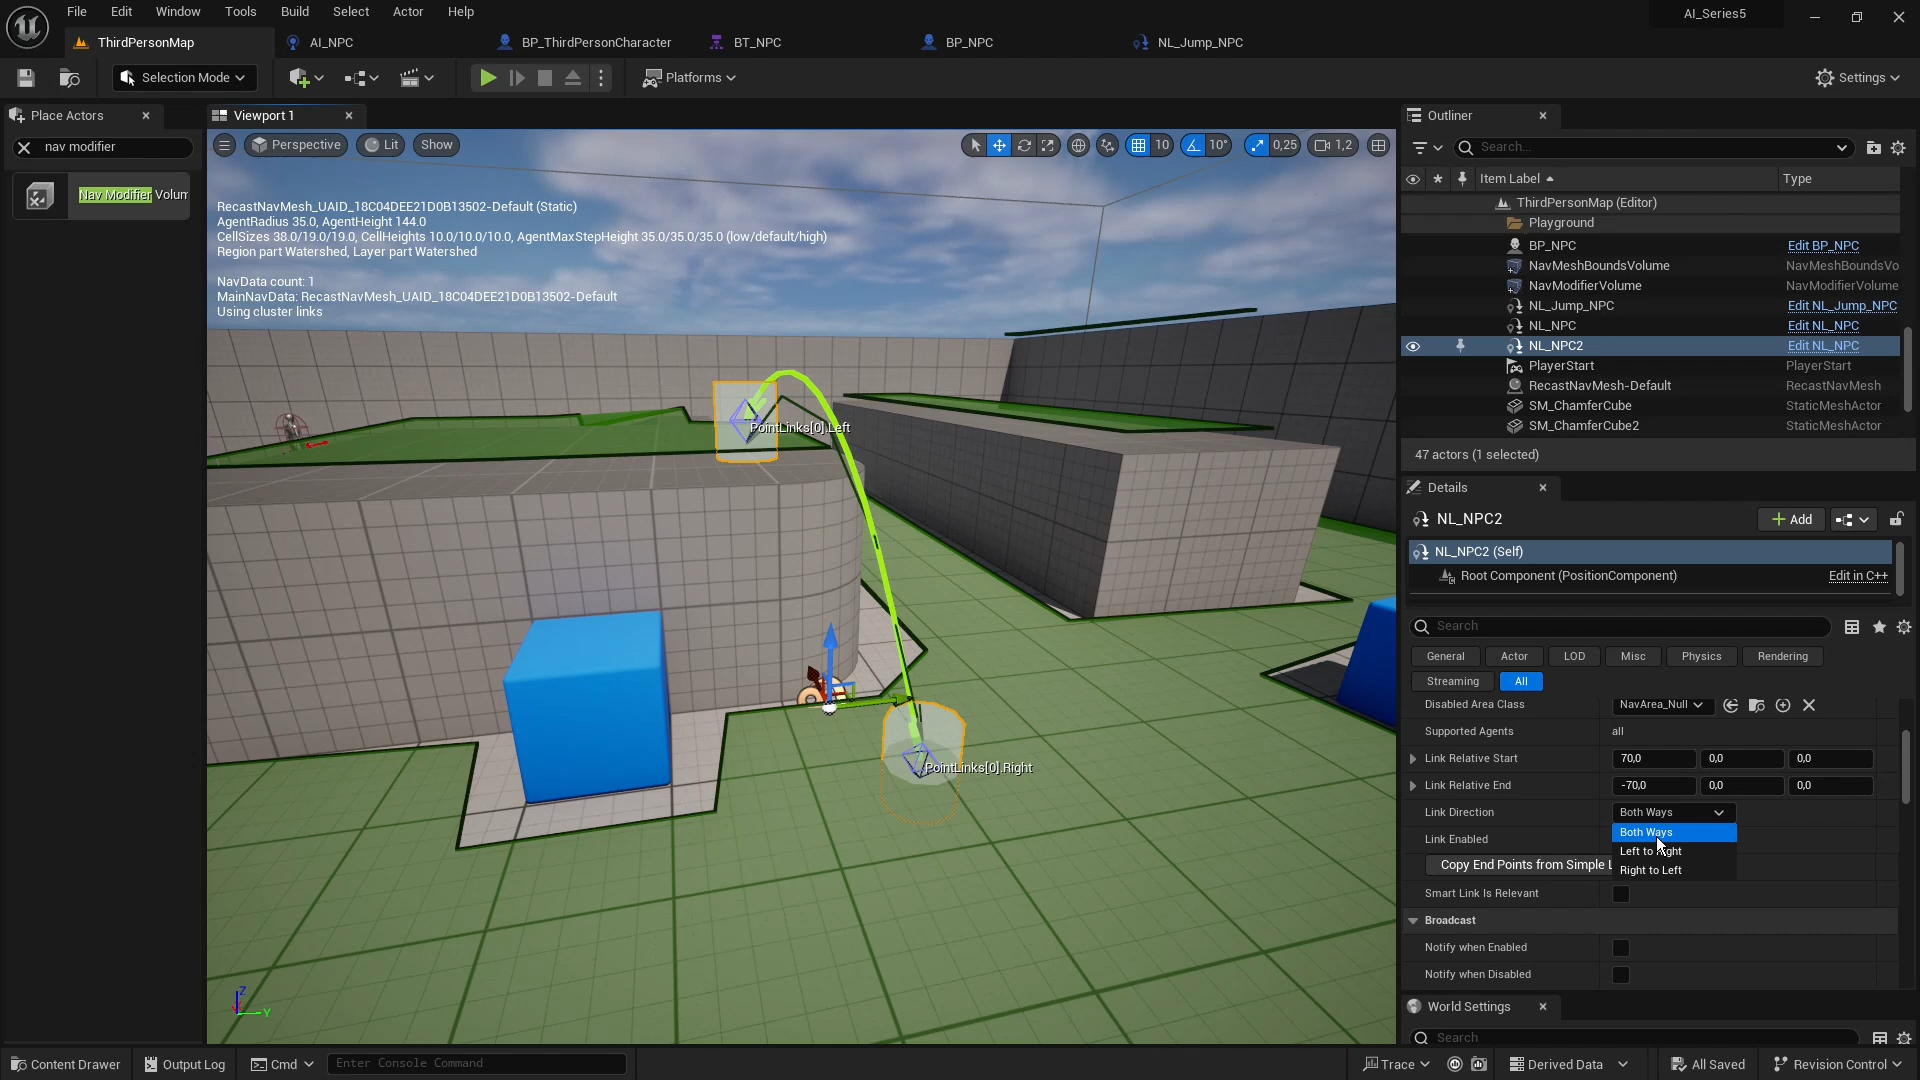 File Edit Window Tools Build Select Actor Help
AI_Series5
ThirdPersonMap AI_NPC BP_ThirdPersonCharacter BT_NPC BP_NPC NL_Jump_NPC
Selection Mode Platforms Settings
Place Actors
nav modifier
Nav Modifier Volum
Viewport 1
Perspective Lit Show 10 10° 0,25 1,2
RecastNavMesh_UAID_18C04DEE21D0B13502-Default (Static)
AgentRadius 35.0, AgentHeight 144.0
CellSizes 38.0/19.0/19.0, CellHeights 10.0/10.0/10.0, AgentMaxStepHeight 35.0/35.0/35.0 (low/default/high)
Region part Watershed, Layer part Watershed
NavData count: 1
MainNavData: RecastNavMesh_UAID_18C04DEE21D0B13502-Default
Using cluster links
PointLinks[0].Left
PointLinks[0].Right
Z
Y
Outliner
Search...
Item Label Type
ThirdPersonMap (Editor)
Playground
BP_NPC Edit BP_NPC
NavMeshBoundsVolume NavMeshBoundsVo
NavModifierVolume NavModifierVolume
NL_Jump_NPC Edit NL_Jump_NPC
NL_NPC Edit NL_NPC
NL_NPC2 Edit NL_NPC
PlayerStart PlayerStart
RecastNavMesh-Default RecastNavMesh
SM_ChamferCube StaticMeshActor
SM_ChamferCube2 StaticMeshActor
47 actors (1 selected)
Details
NL_NPC2 Add
NL_NPC2 (Self)
Root Component (PositionComponent) Edit in C++
Search
General Actor LOD Misc Physics Rendering
Streaming All
Disabled Area Class NavArea_Null
Supported Agents all
Link Relative Start 70,0 0,0 0,0
Link Relative End -70,0 0,0 0,0
Link Direction Both Ways
Both Ways
Link Enabled
Left to Right
Copy End Points from Simple L
Right to Left
Smart Link Is Relevant
Broadcast
Notify when Enabled
Notify when Disabled
World Settings
Search
Content Drawer Output Log Cmd Enter Console Command Trace Derived Data All Saved Revision Control